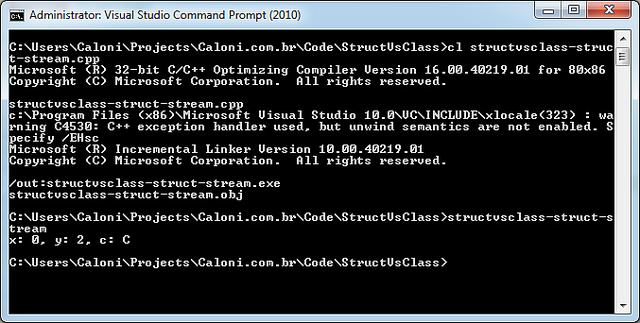 Administrator: Visual Studio Command Prompt (2010)
C:\Users\Caloni\Projects\Caloni.com.br\Code\StructVsClass>cl structvsclass-struc
t-stream.cpp
Microsoft (R) 32-bit C/C++ Optimizing Compiler Version 16.00.40219.01 for 80x86
Copyright (C) Microsoft Corporation.  All rights reserved.
structvsclass-struct-stream.cpp
c:\Program Files (x86)\Microsoft Visual Studio 10.0\VC\INCLUDE\xlocale(323) : wa
rning C4530: C++ exception handler used, but unwind semantics are not enabled. S
pecify /EHsc
Microsoft (R) Incremental Linker Version 10.00.40219.01
Copyright (C) Microsoft Corporation.  All rights reserved.
/out:structvsclass-struct-stream.exe
structvsclass-struct-stream.obj
C:\Users\Caloni\Projects\Caloni.com.br\Code\StructVsClass>structvsclass-struct-s
tream
x: 0, y: 2, c: C
C:\Users\Caloni\Projects\Caloni.com.br\Code\StructVsClass>